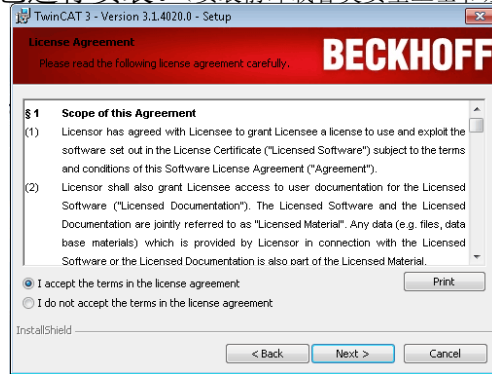 TwinCAT 3 - Version 3.1.4020.0 - Setup
License Agreement
Please read the following license agreement carefully.
BECKHOFF
§ 1 Scope of this Agreement
(1) Licensor has agreed with Licensee to grant Licensee a license to use and exploit the
software set out in the License Certificate ("Licensed Software") subject to the terms
and conditions of this Software License Agreement ("Agreement").
(2) Licensor shall also grant Licensee access to user documentation for the Licensed
Software ("Licensed Documentation"). The Licensed Software and the Licensed
Documentation are jointly referred to as "Licensed Material". Any data (e.g. files, data
base materials) which is provided by Licensor in connection with the Licensed
Software or the Licensed Documentation is also part of the Licensed Material.
I accept the terms in the license agreement
Print
I do not accept the terms in the license agreement
InstallShield
< Back Next > Cancel